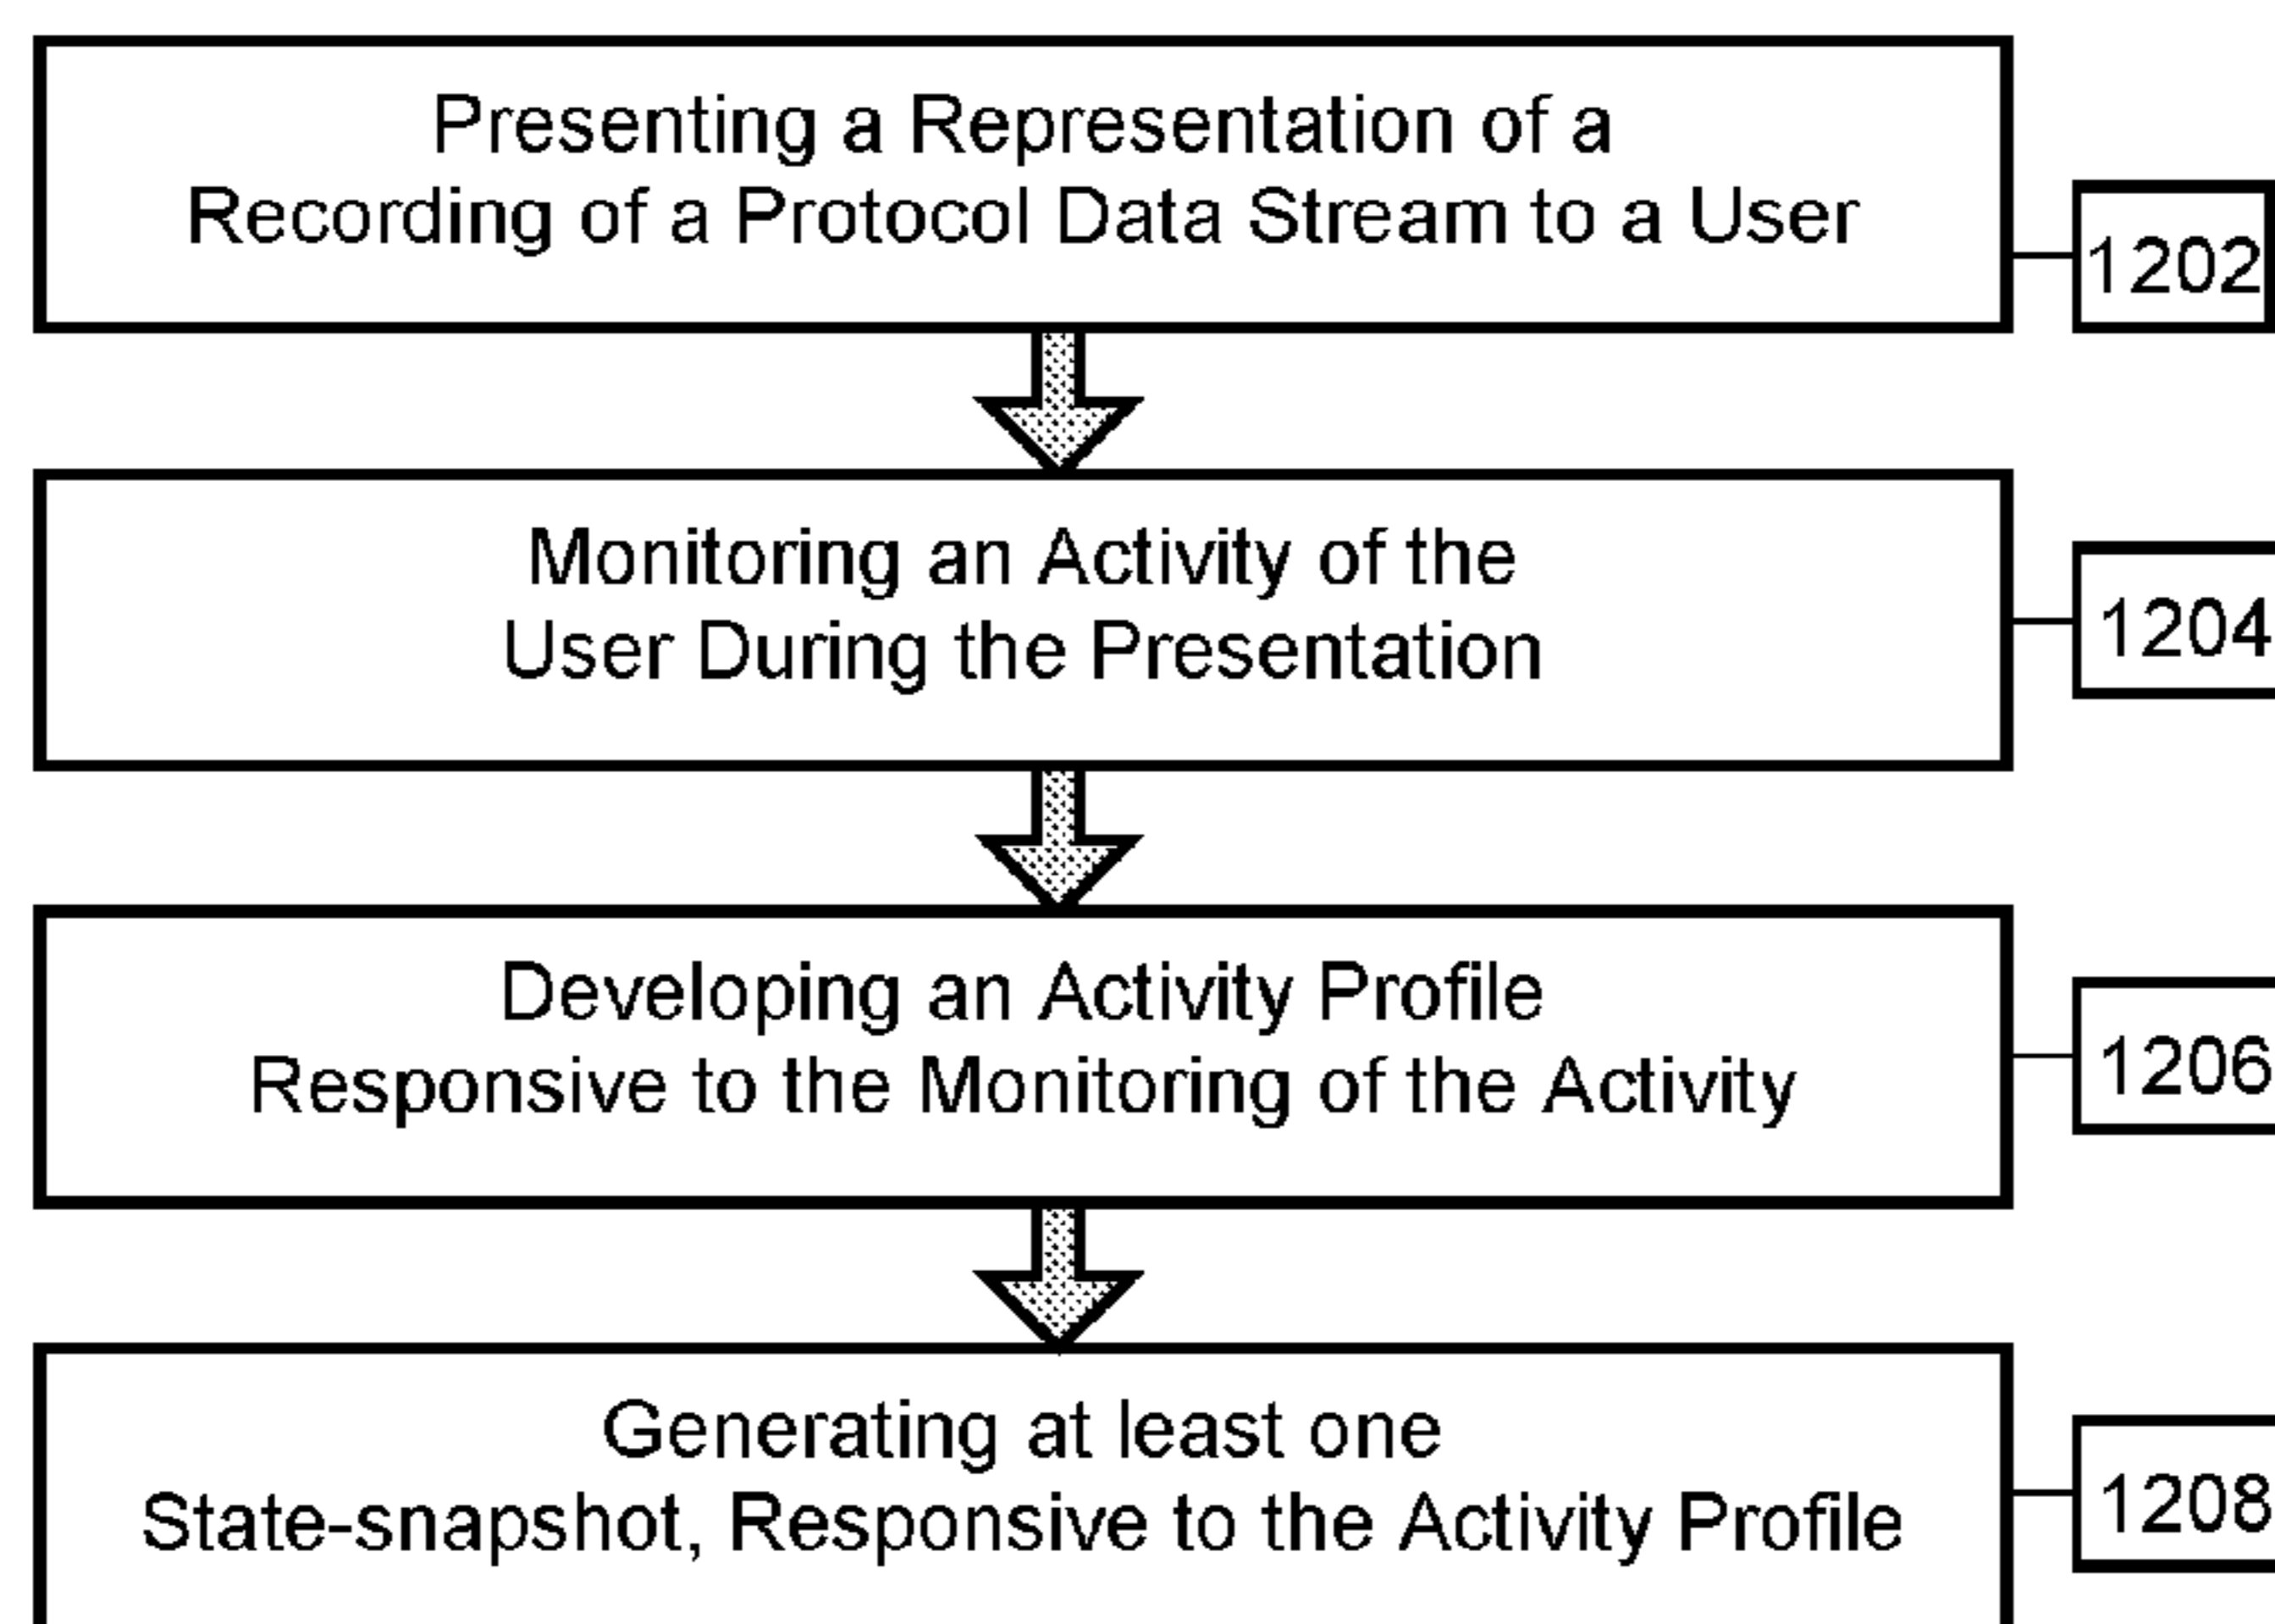 Presenting a Representation of a
Recording of a Protocol Data Stream to a User
1202
Monitoring an Activity of the
User During the Presentation
1204
Developing an Activity Profile
Responsive to the Monitoring of the Activity
1206
Generating at least one
State-snapshot, Responsive to the Activity Profile
1208